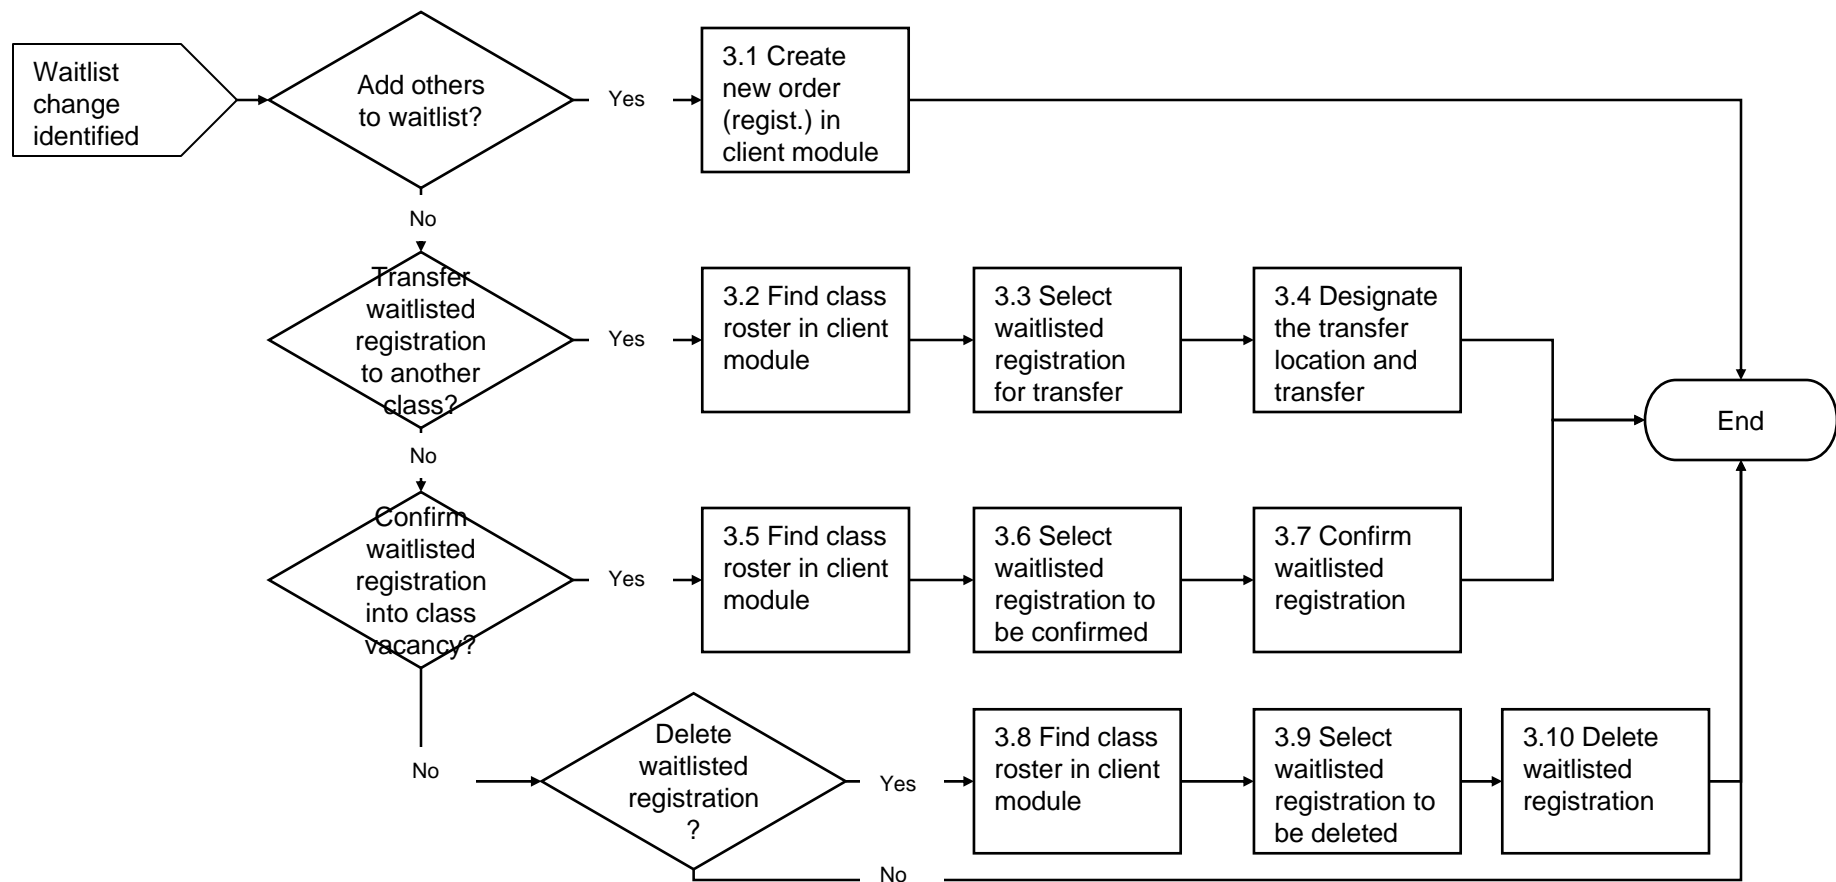 Waitlist
change
identified
Add others
to waitlist?
Yes
3.1 Create
new order
(regist.) in
client module
No
Transfer
waitlisted
registration
to another
class?
Yes
3.2 Find class
roster in client
module
3.3 Select
waitlisted
registration
for transfer
3.4 Designate
the transfer
location and
transfer
End
No
Confirm
waitlisted
registration
into class
vacancy?
Yes
3.5 Find class
roster in client
module
3.6 Select
waitlisted
registration to
be confirmed
3.7 Confirm
waitlisted
registration
No
Delete
waitlisted
registration
?
Yes
3.8 Find class
roster in client
module
3.9 Select
waitlisted
registration to
be deleted
3.10 Delete
waitlisted
registration
No